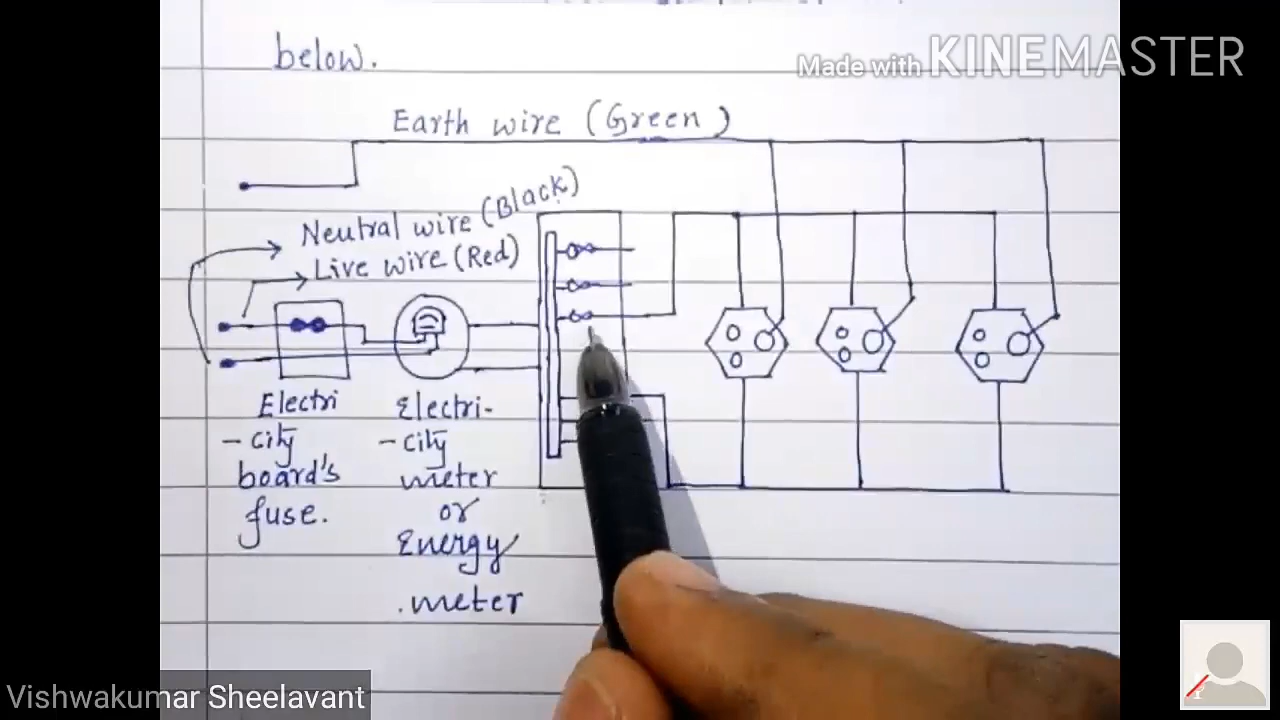 below.
Made with KINEMASTER
Earth wire (Green)
Neutral wire (Black)
Live wire (Red)
Electri
- city
board's
fuse.
Electri-
- city
meter
or
Energy
.meter
Vishwakumar Sheelavant